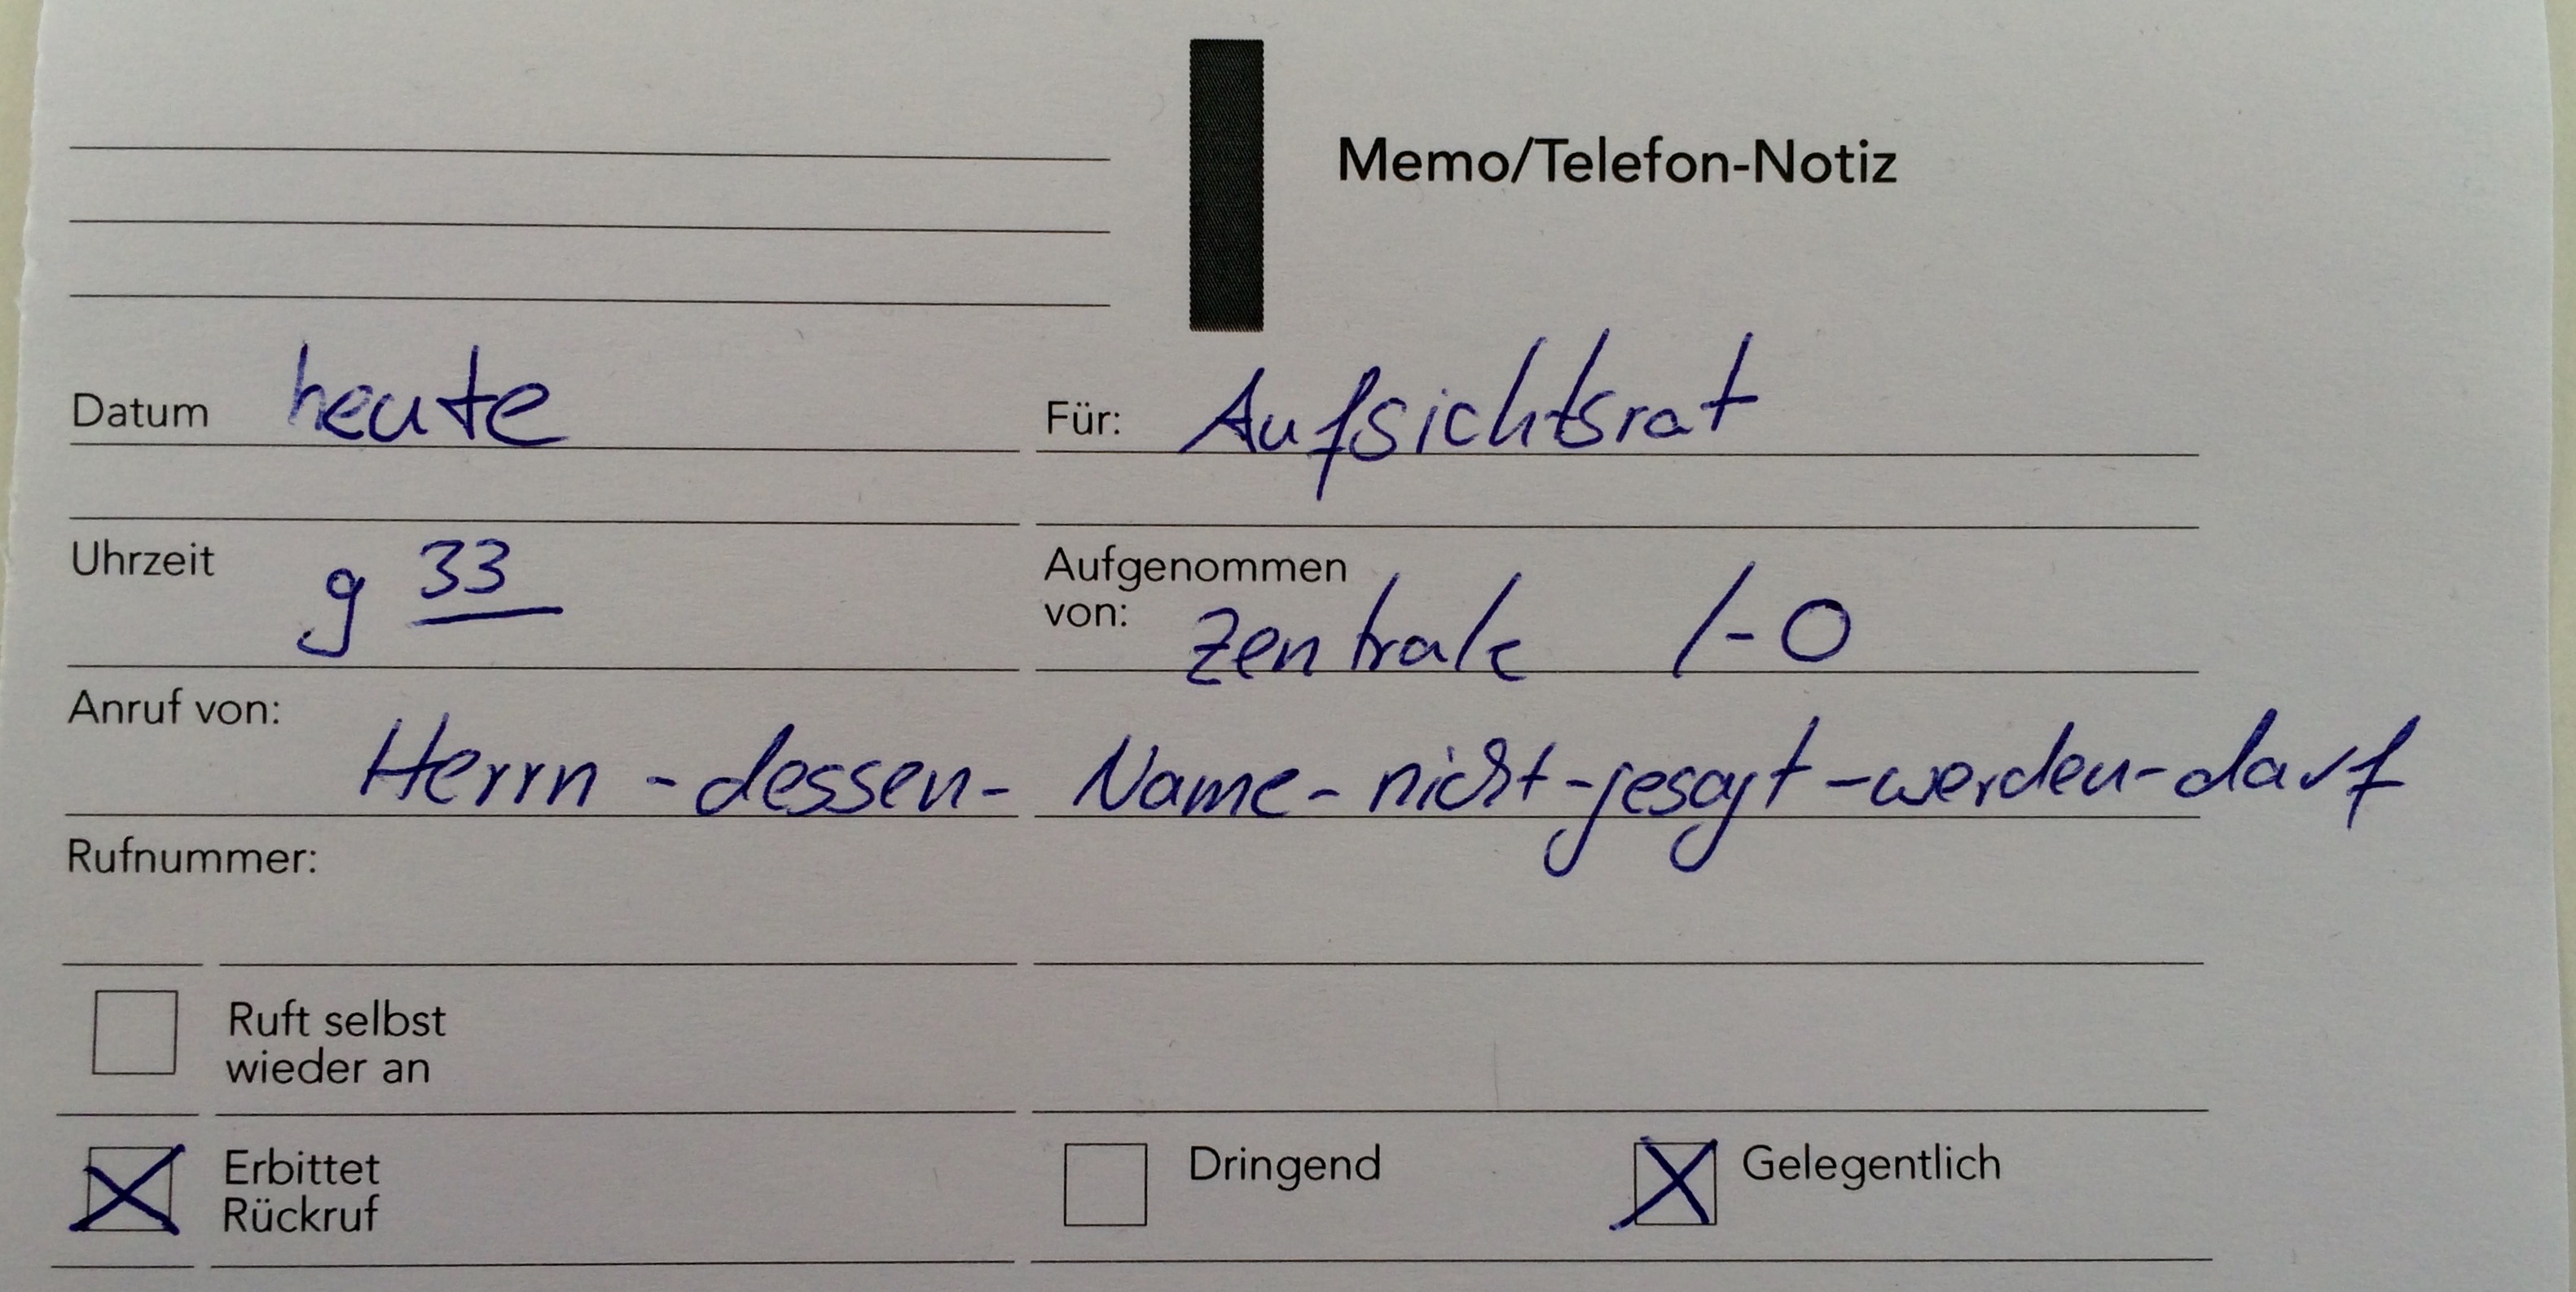 Memo/Telefon-Notiz
Datum heute Für: Aufsichtsrat
Uhrzeit 9 33 Aufgenommen
von: Zentrale /-0
Anruf von: Herrn-dessen-Name-nicht-gesagt-werden-darf
Rufnummer:
Ruft selbst
wieder an
Erbittet Dringend Gelegentlich
Rückruf